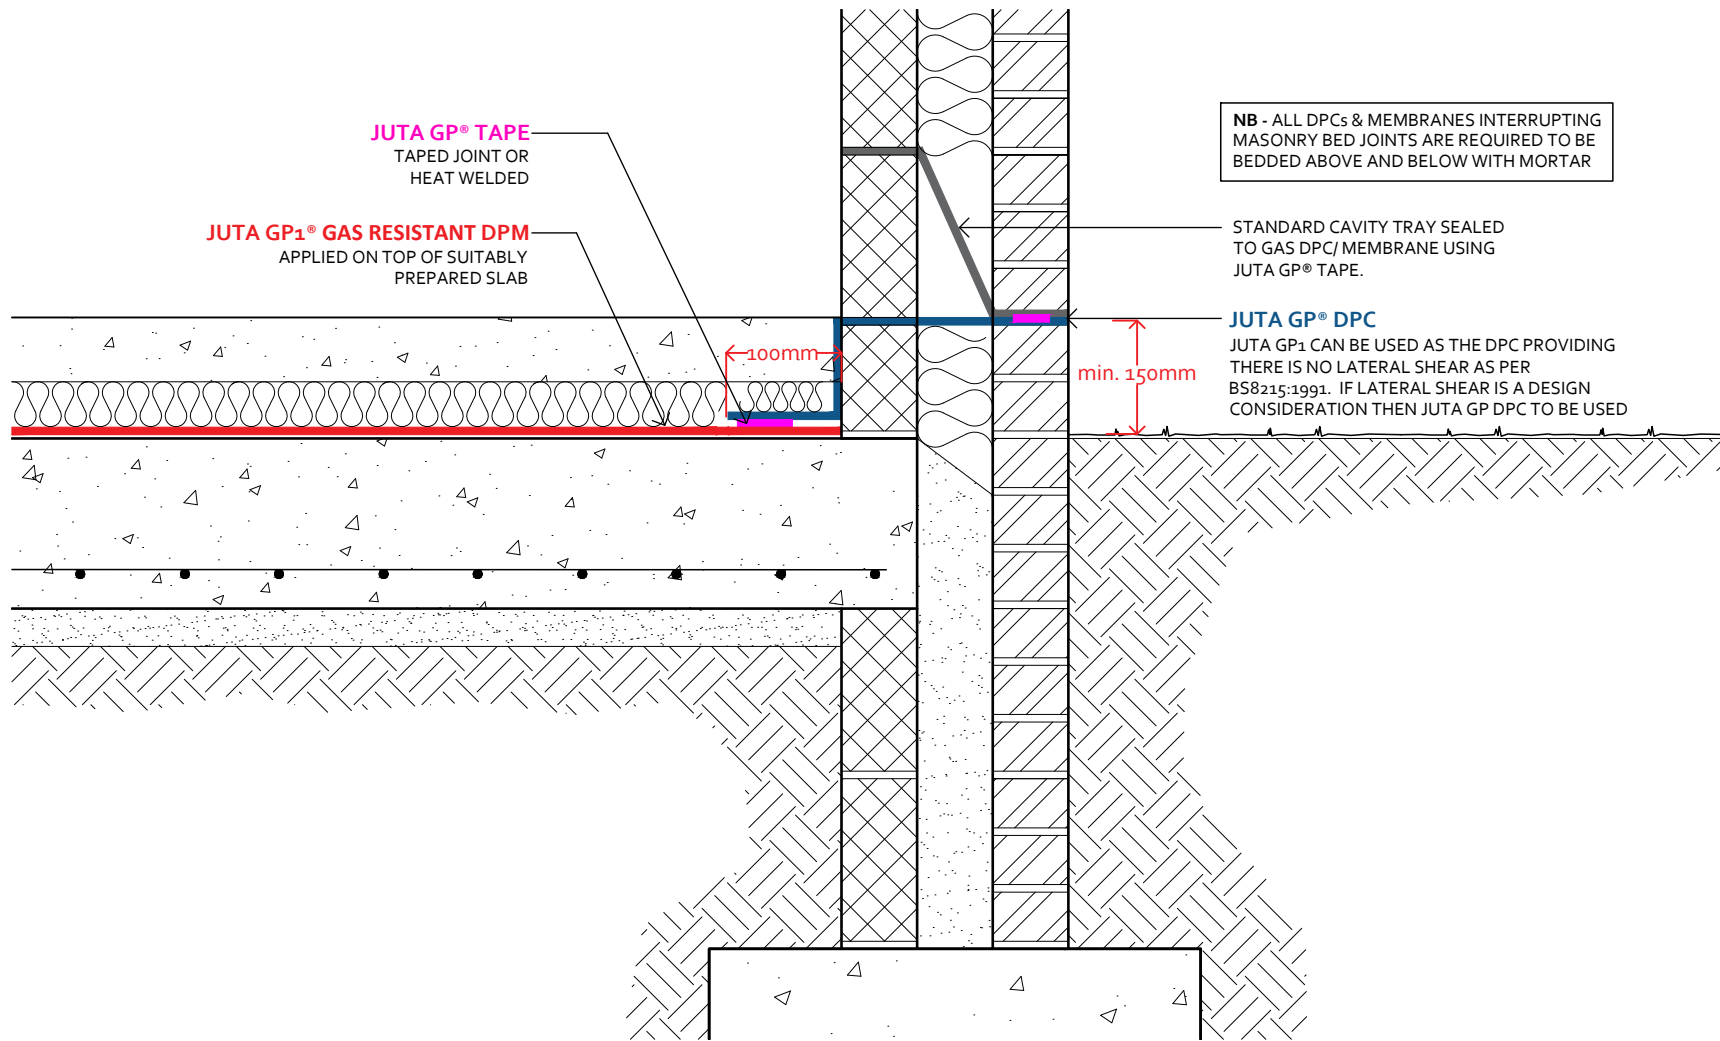 JUTA GP® TAPE
TAPED JOINT OR
HEAT WELDED
JUTA GP1® GAS RESISTANT DPM
APPLIED ON TOP OF SUITABLY
PREPARED SLAB
100mm
min. 150mm
NB - ALL DPCs & MEMBRANES INTERRUPTING
MASONRY BED JOINTS ARE REQUIRED TO BE
BEDDED ABOVE AND BELOW WITH MORTAR
STANDARD CAVITY TRAY SEALED
TO GAS DPC/ MEMBRANE USING
JUTA GP® TAPE.
JUTA GP® DPC
JUTA GP1 CAN BE USED AS THE DPC PROVIDING
THERE IS NO LATERAL SHEAR AS PER
BS8215:1991. IF LATERAL SHEAR IS A DESIGN
CONSIDERATION THEN JUTA GP DPC TO BE USED